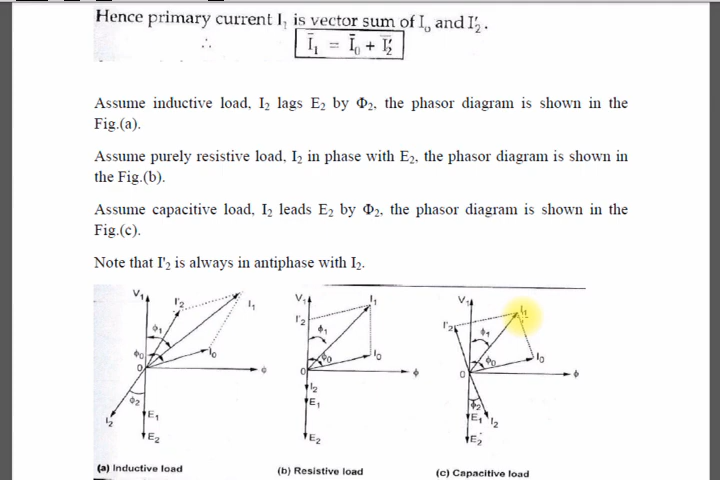 Hence primary current I₁ is vector sum of I₀ and I₂′.
∴ Ī₁ = Ī₀ + Ī₂′
Assume inductive load, I₂ lags E₂ by Φ₂, the phasor diagram is shown in the
Fig.(a).
Assume purely resistive load, I₂ in phase with E₂, the phasor diagram is shown in
the Fig.(b).
Assume capacitive load, I₂ leads E₂ by Φ₂, the phasor diagram is shown in the
Fig.(c).
Note that I'₂ is always in antiphase with I₂.
V₁ I'₂ I₁ ϕ₁ ϕ₀ I₀ 0 ϕ ϕ₂ I₂ E₁ E₂
V₁ I'₂ I₁ ϕ₁ ϕ₀ I₀ 0 ϕ I₂ E₁ E₂
V₁ I'₂ I₁ ϕ₁ ϕ₀ I₀ 0 ϕ ϕ₂ E₁ I₂ E₂
(a) Inductive load
(b) Resistive load
(c) Capacitive load